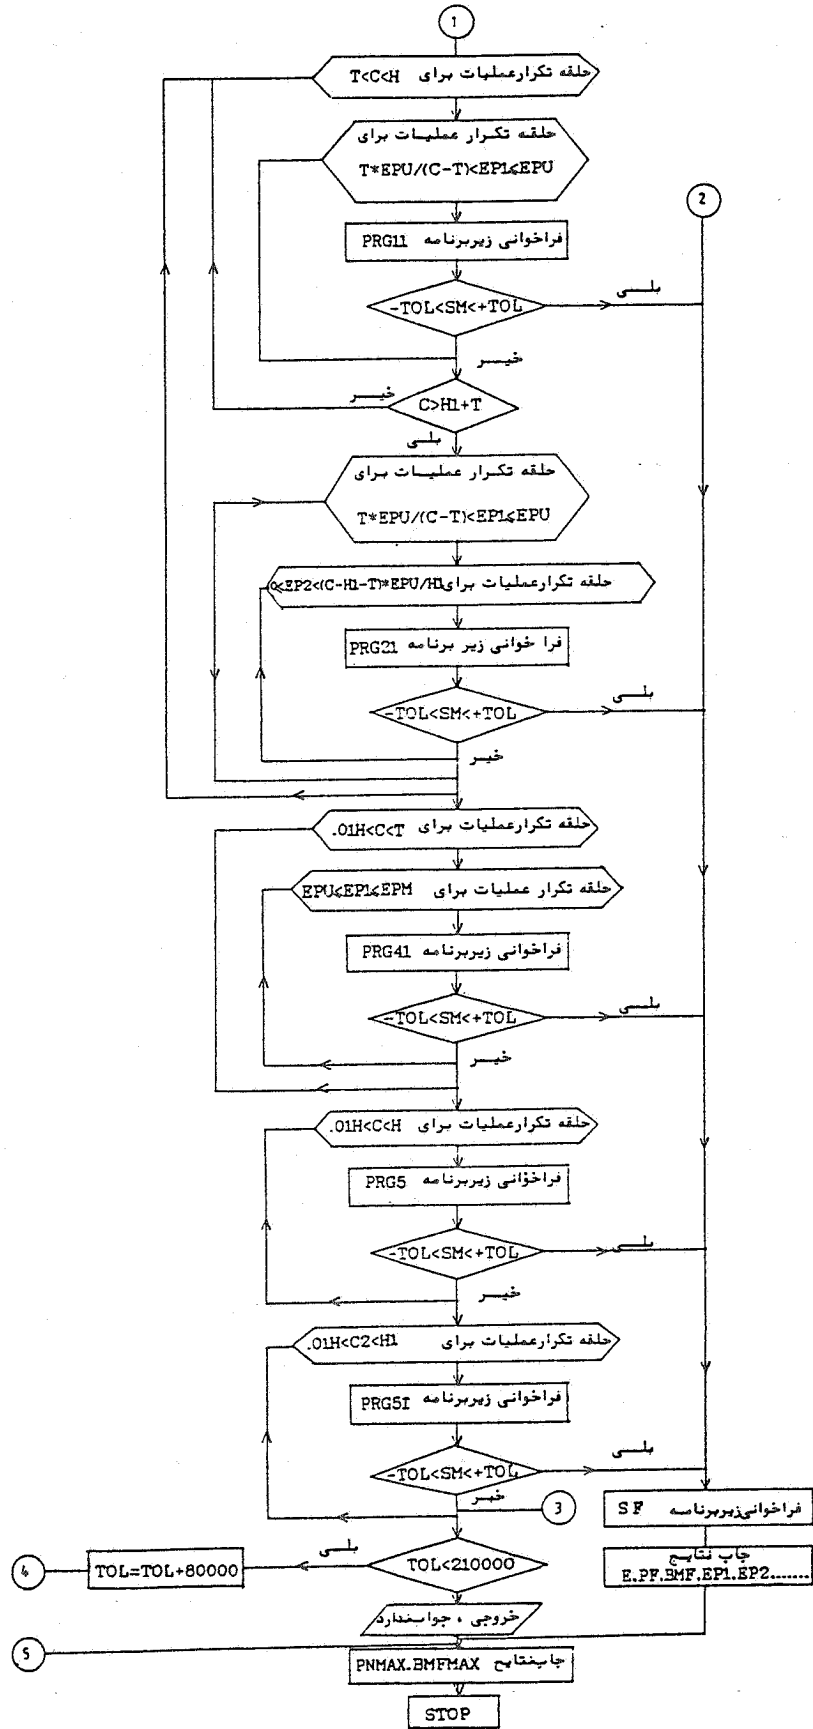 1
حلقه تکرارعملیات برای T<C<H
حلقه تکرار عملیات برای
T*EPU/(C-T)<EP1⩽EPU
2
فراخوانی زیربرنامه PRG11
بلی
-TOL<SM<+TOL
خیر
خیر
C>H1+T
بلی
حلقه تکرار عملیات برای
T*EPU/(C-T)<EP1⩽EPU
حلقه تکرارعملیات برای 0<EP2<(C-H1-T)*EPU/H1
فرا خوانی زیر برنامه PRG21
بلی
-TOL<SM<+TOL
خیر
حلقه تکرارعملیات برای .01H<C<T
حلقه تکرار عملیات برای EPU⩽EP1⩽EPM
فراخوانی زیربرنامه PRG41
بلی
-TOL<SM<+TOL
خیر
حلقه تکرارعملیات برای .01H<C<H
فراخوانی زیربرنامه PRG5
بلی
-TOL<SM<+TOL
خیر
حلقه تکرارعملیات برای .01H<C2<H1
فراخوانی زیربرنامه PRG51
بلی
-TOL<SM<+TOL
خیر
3
فراخوانی زیربرنامه SF
بلی
TOL<210000
TOL=TOL+80000
4
چاپ نتایج
E.PF.BMF.EP1.EP2.......
خروجی ، جوابندارد
5
چاپ نتایج PNMAX.BMFMAX
STOP